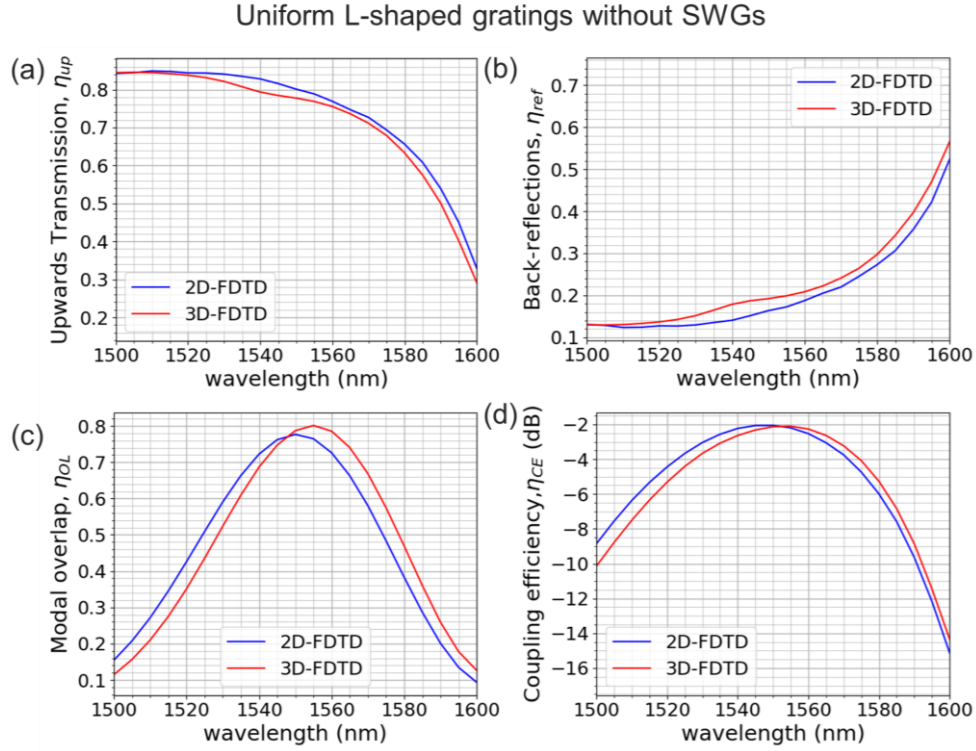 Uniform L-shaped gratings without SWGs
(a)
Upwards Transmission, η_up
0.8
0.7
0.6
0.5
0.4
0.3
0.2
2D-FDTD
3D-FDTD
1500 1520 1540 1560 1580 1600
wavelength (nm)
(b)
Back-reflections, η_ref
0.7
0.6
0.5
0.4
0.3
0.2
0.1
2D-FDTD
3D-FDTD
1500 1520 1540 1560 1580 1600
wavelength (nm)
(c)
Modal overlap, η_OL
0.8
0.7
0.6
0.5
0.4
0.3
0.2
0.1
2D-FDTD
3D-FDTD
1500 1520 1540 1560 1580 1600
wavelength (nm)
(d)
Coupling efficiency,η_CE (dB)
−2
−4
−6
−8
−10
−12
−14
−16
2D-FDTD
3D-FDTD
1500 1520 1540 1560 1580 1600
wavelength (nm)